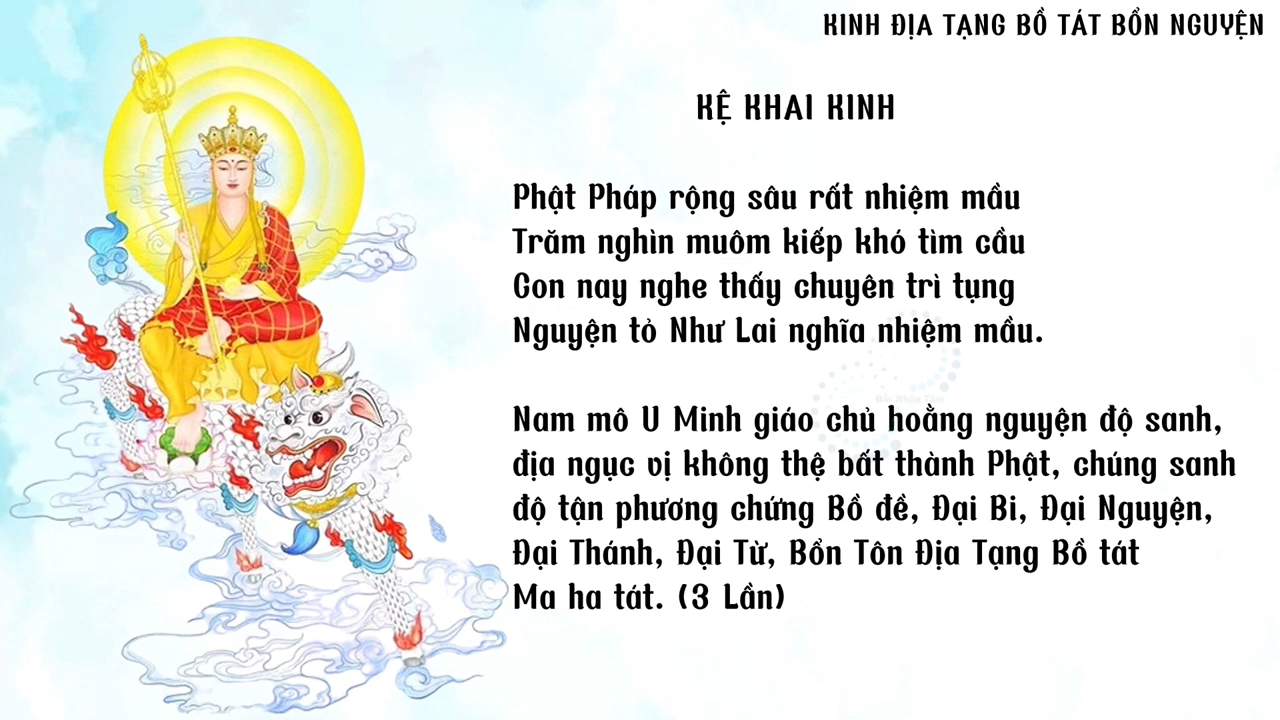 KINH ĐỊA TẠNG BỒ TÁT BỔN NGUYỆN
KỆ KHAI KINH
Phật Pháp rộng sâu rất nhiệm mầu
Trăm nghìn muôm kiếp khó tìm cầu
Con nay nghe thấy chuyên trì tụng
Nguyện tỏ Như Lai nghĩa nhiệm mầu.
Nam mô U Minh giáo chủ hoằng nguyện độ sanh,
địa ngục vị không thệ bất thành Phật, chúng sanh
độ tận phương chứng Bồ đề, Đại Bi, Đại Nguyện,
Đại Thánh, Đại Từ, Bổn Tôn Địa Tạng Bồ tát
Ma ha tát. (3 Lần)
Đắc Nhân Tâm